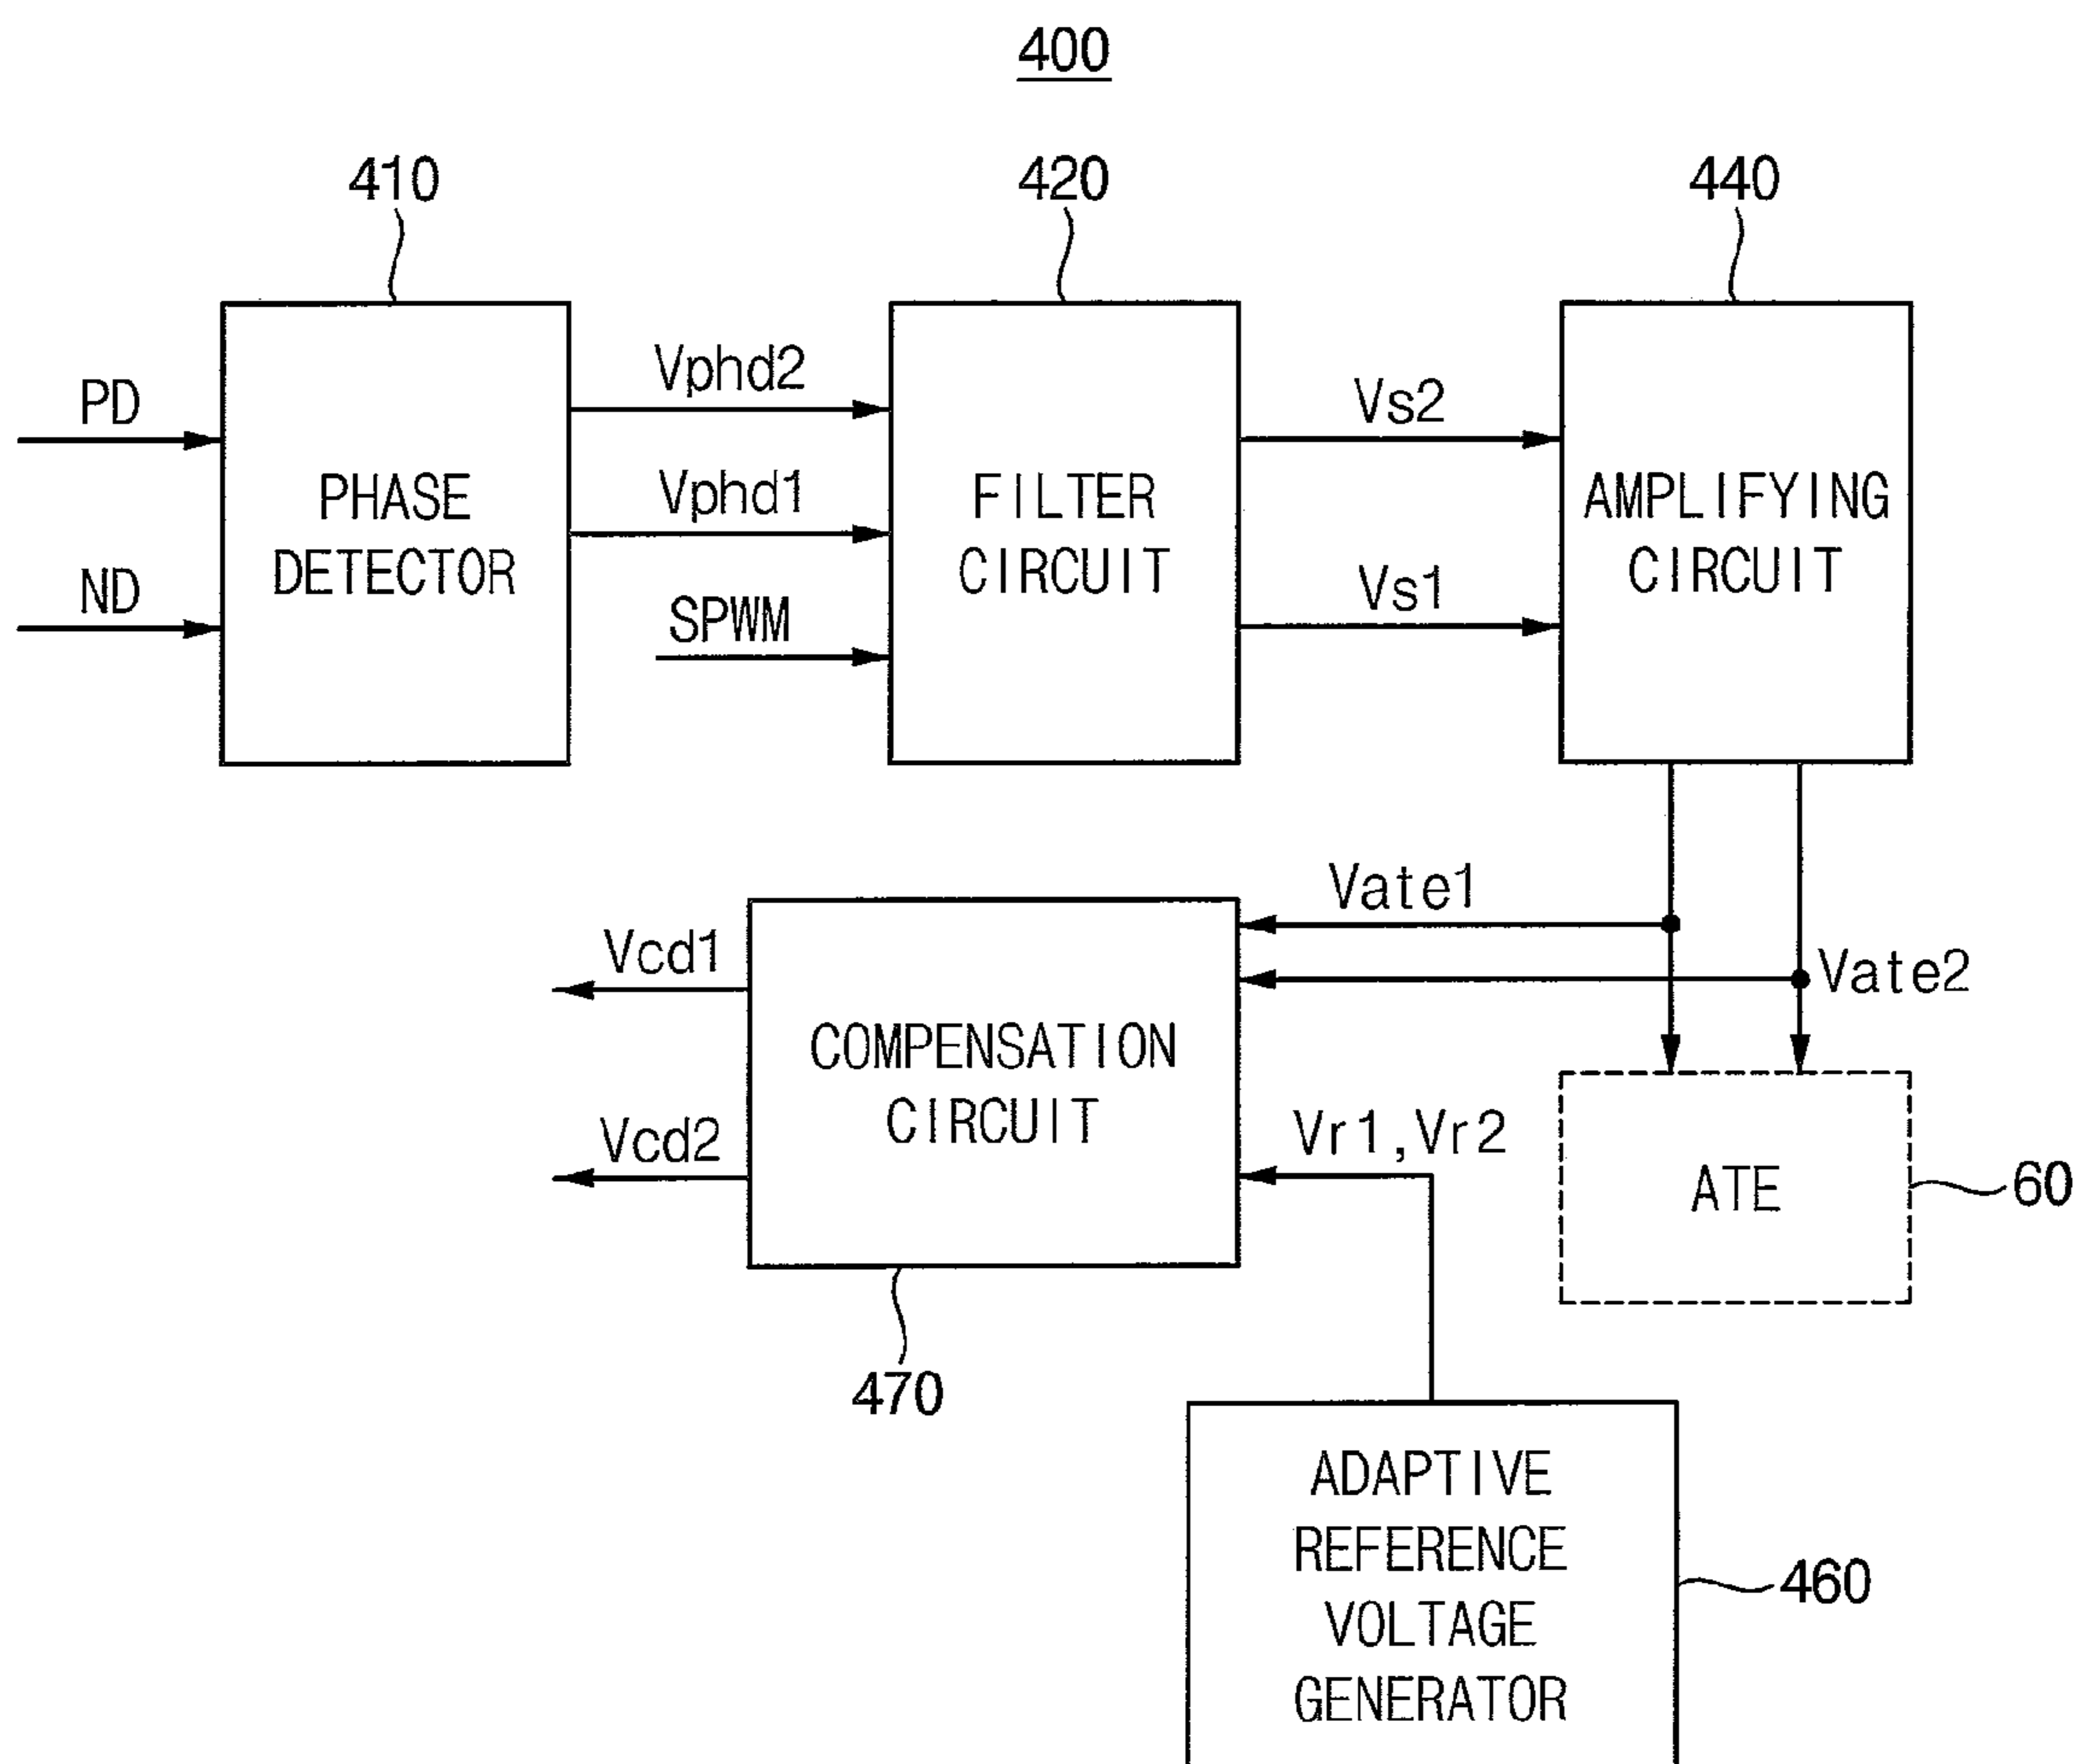 400
410
420
440
PD
ND
PHASE
DETECTOR
Vphd2
Vphd1
SPWM
FILTER
CIRCUIT
Vs2
Vs1
AMPLIFYING
CIRCUIT
Vate1
Vate2
Vcd1
Vcd2
COMPENSATION
CIRCUIT
Vr1,Vr2
ATE
60
470
ADAPTIVE
REFERENCE
VOLTAGE
GENERATOR
460